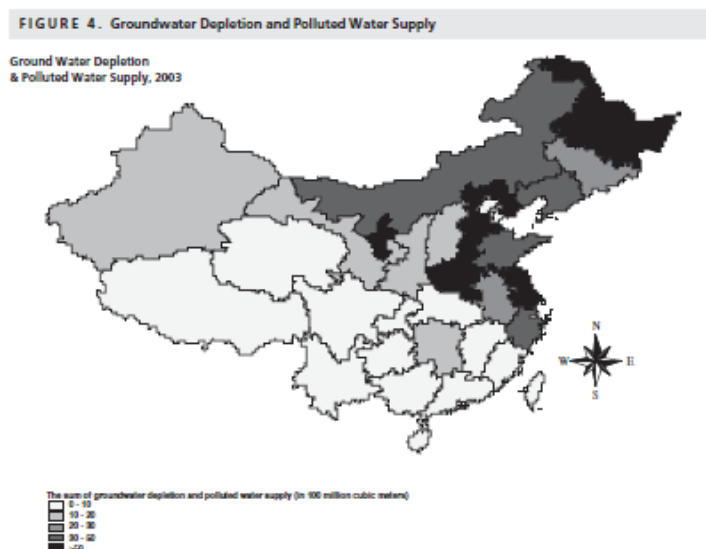 FIGURE 4. Groundwater Depletion and Polluted Water Supply
Ground Water Depletion
& Polluted Water Supply, 2003
N
W E
S
The sum of groundwater depletion and polluted water supply (in 100 million cubic meters)
0 - 10
10 - 20
20 - 30
30 - 50
>50